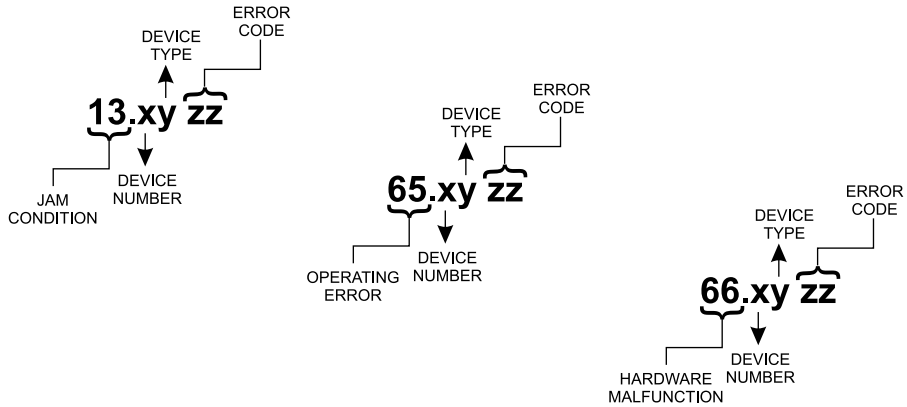 ERROR
CODE
DEVICE
TYPE
13.xy zz
JAM
CONDITION
DEVICE
NUMBER
ERROR
CODE
DEVICE
TYPE
65.xy zz
OPERATING
ERROR
DEVICE
NUMBER
ERROR
CODE
DEVICE
TYPE
66.xy zz
HARDWARE
MALFUNCTION
DEVICE
NUMBER